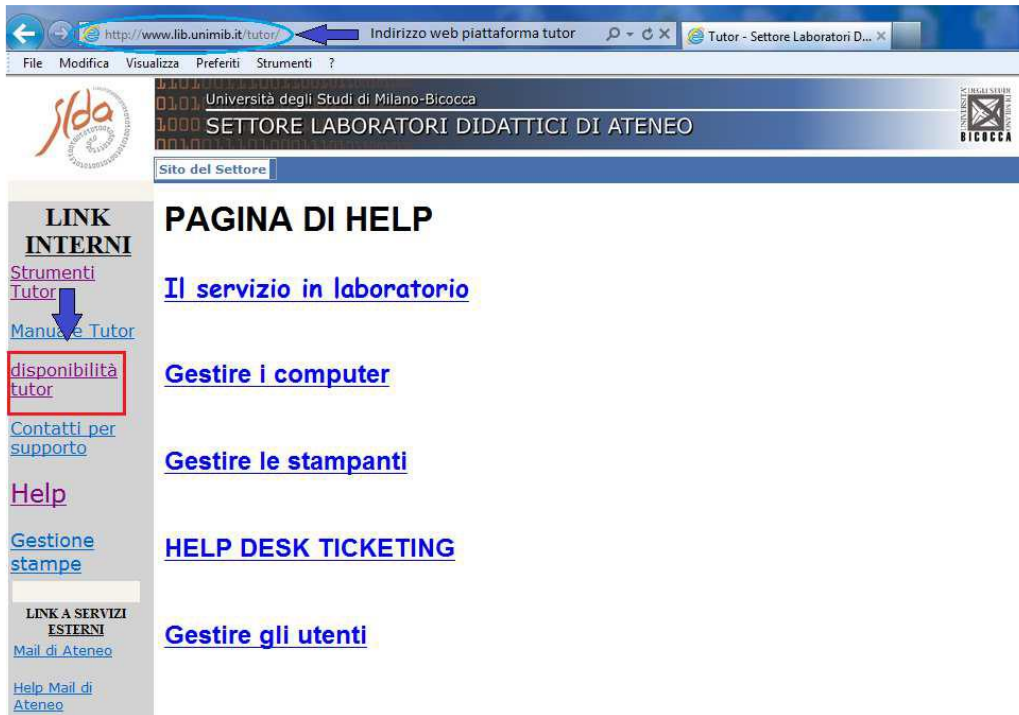 http://www.lib.unimib.it/tutor/
Indirizzo web piattaforma tutor
Tutor - Settore Laboratori D...
File Modifica Visualizza Preferiti Strumenti ?
slda
Università degli Studi di Milano-Bicocca
SETTORE LABORATORI DIDATTICI DI ATENEO
BICOCCA
Sito del Settore
LINK
INTERNI
Strumenti
Tutor
Manuale Tutor
disponibilità
tutor
Contatti per
supporto
Help
Gestione
stampe
LINK A SERVIZI
ESTERNI
Mail di Ateneo
Help Mail di
Ateneo
PAGINA DI HELP
Il servizio in laboratorio
Gestire i computer
Gestire le stampanti
HELP DESK TICKETING
Gestire gli utenti